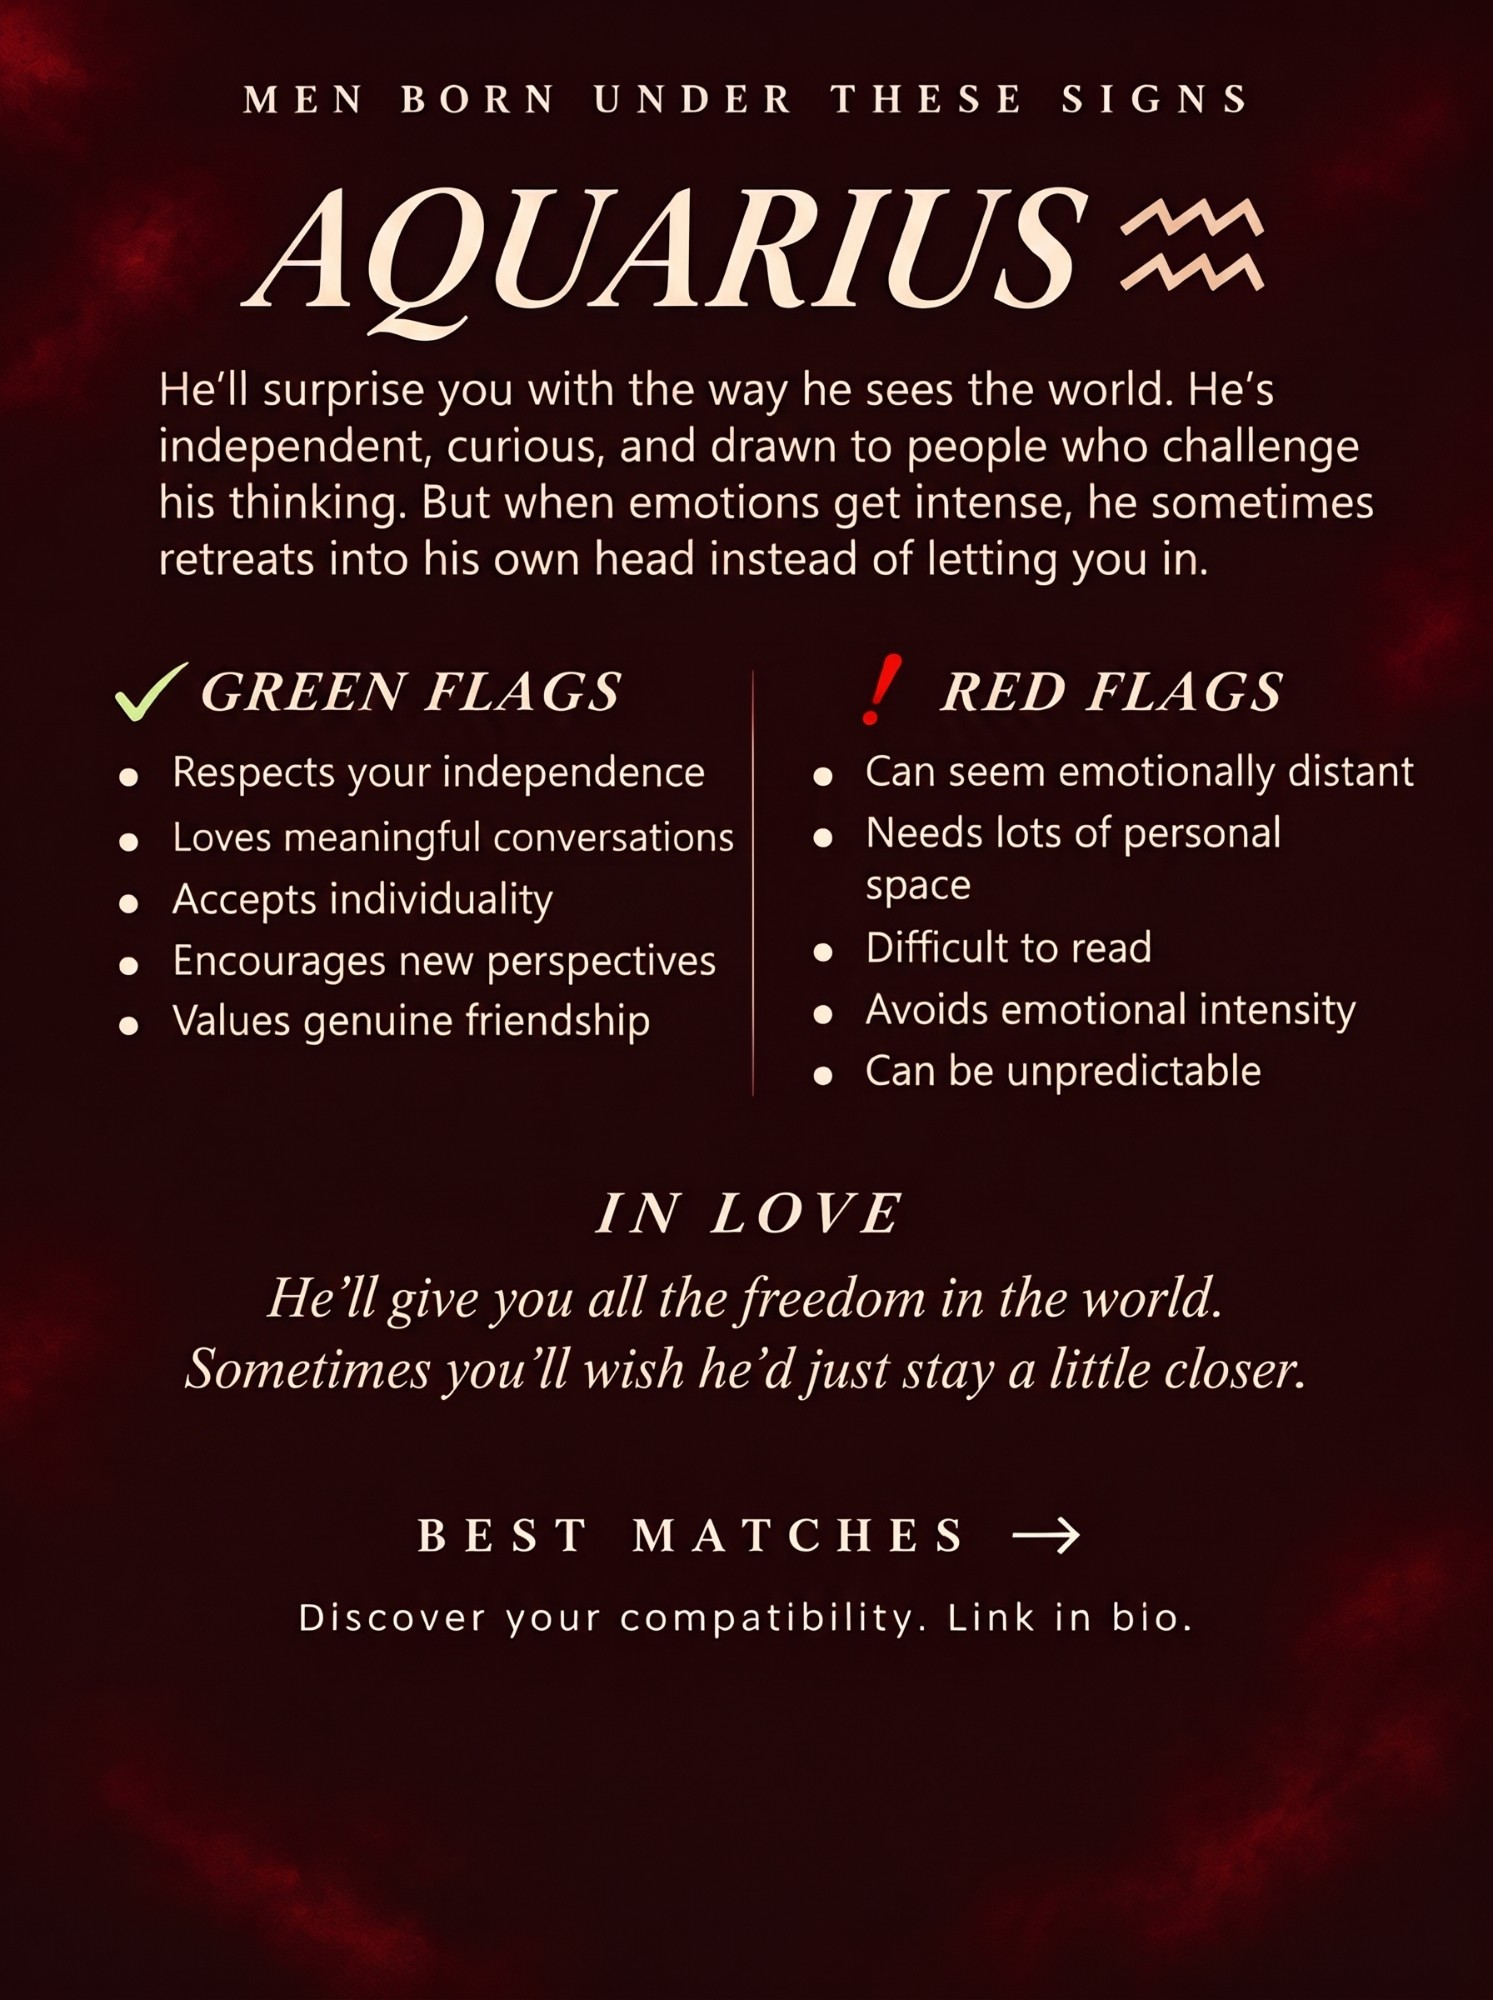 MEN BORN UNDER THESE SIGNS
AQUARIUS
He’ll surprise you with the way he sees the world. He’s
independent, curious, and drawn to people who challenge
his thinking. But when emotions get intense, he sometimes
retreats into his own head instead of letting you in.
GREEN FLAGS
• Respects your independence
• Loves meaningful conversations
• Accepts individuality
• Encourages new perspectives
• Values genuine friendship
RED FLAGS
• Can seem emotionally distant
• Needs lots of personal
space
• Difficult to read
• Avoids emotional intensity
• Can be unpredictable
IN LOVE
He’ll give you all the freedom in the world.
Sometimes you’ll wish he’d just stay a little closer.
BEST MATCHES →
Discover your compatibility. Link in bio.